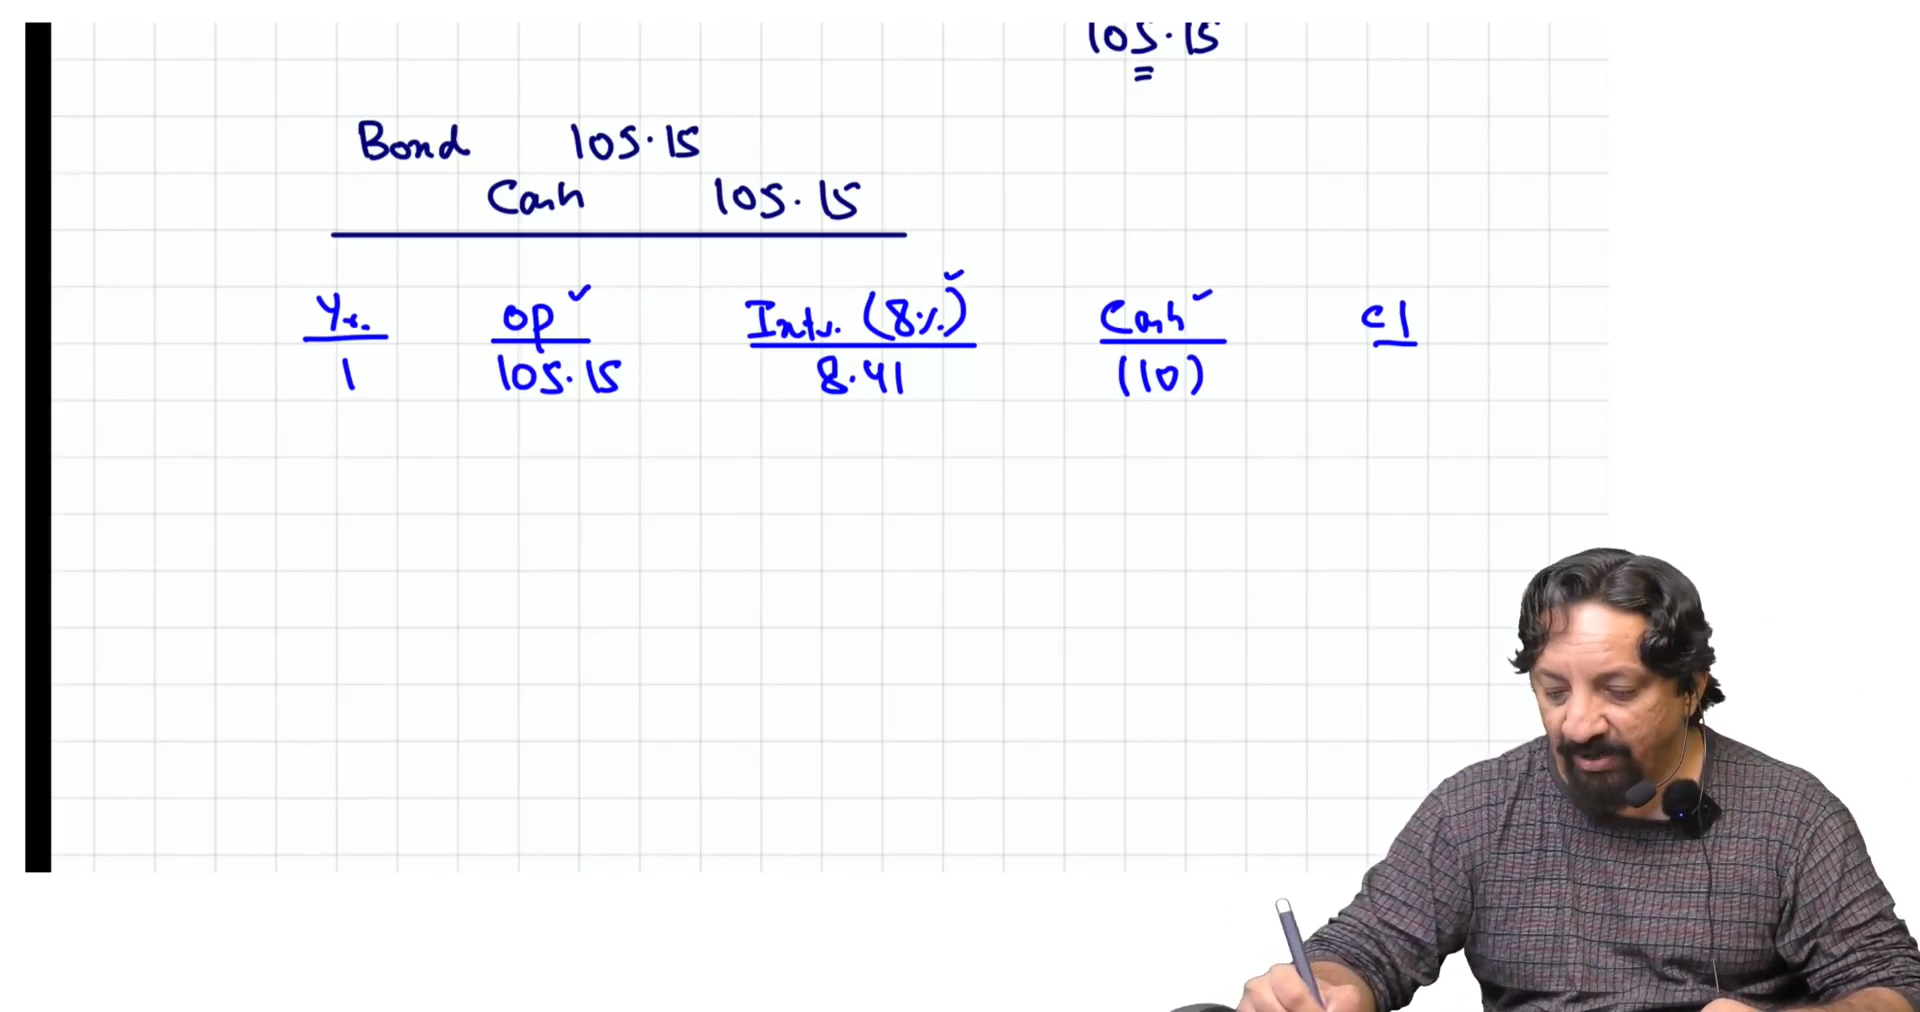 105.15
Bond 105.15
Cash 105.15
Yr. op Intr. (8%) Cash cl
1 105.15 8.41 (10)